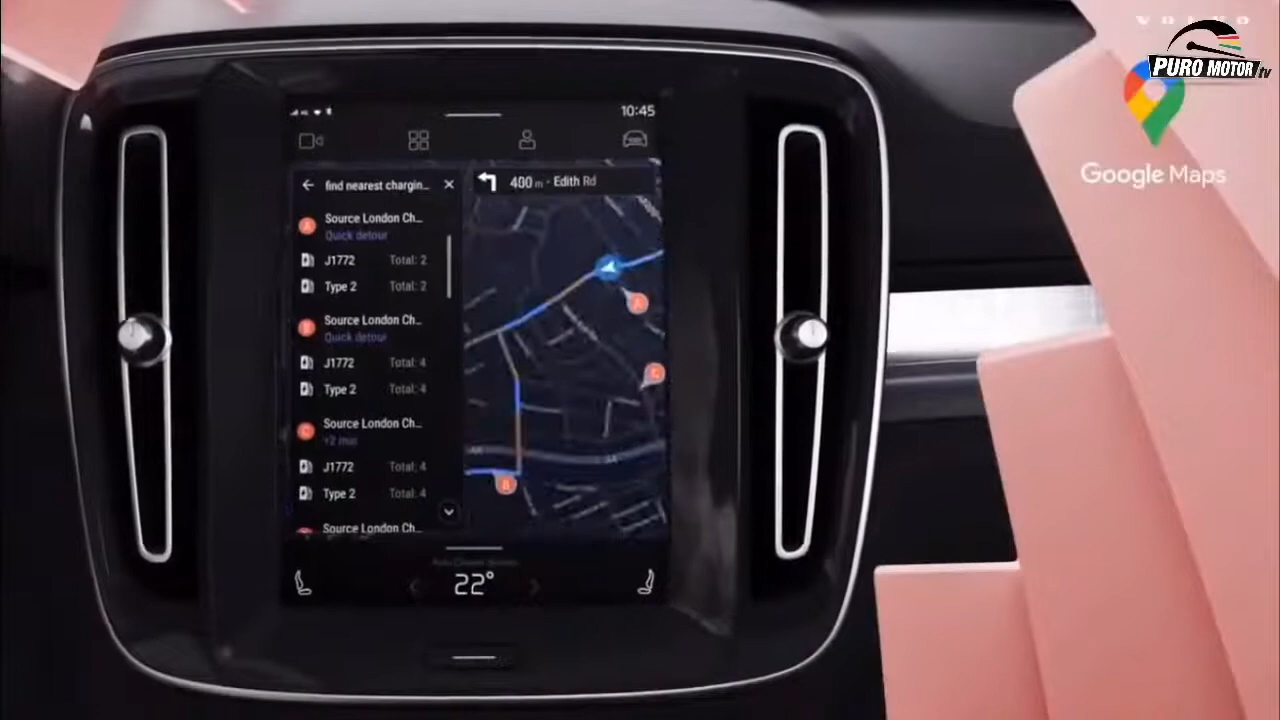 VOLVO
PURO MOTOR/tv
Google Maps
10:45
find nearest chargin...
400 m · Edith Rd
A
Source London Ch...
Quick detour
J1772 Total: 2
Type 2 Total: 2
B
Source London Ch...
Quick detour
J1772 Total: 4
Type 2 Total: 4
C
Source London Ch...
+2 min
J1772 Total: 4
Type 2 Total: 4
Source London Ch...
A
C
B
22°